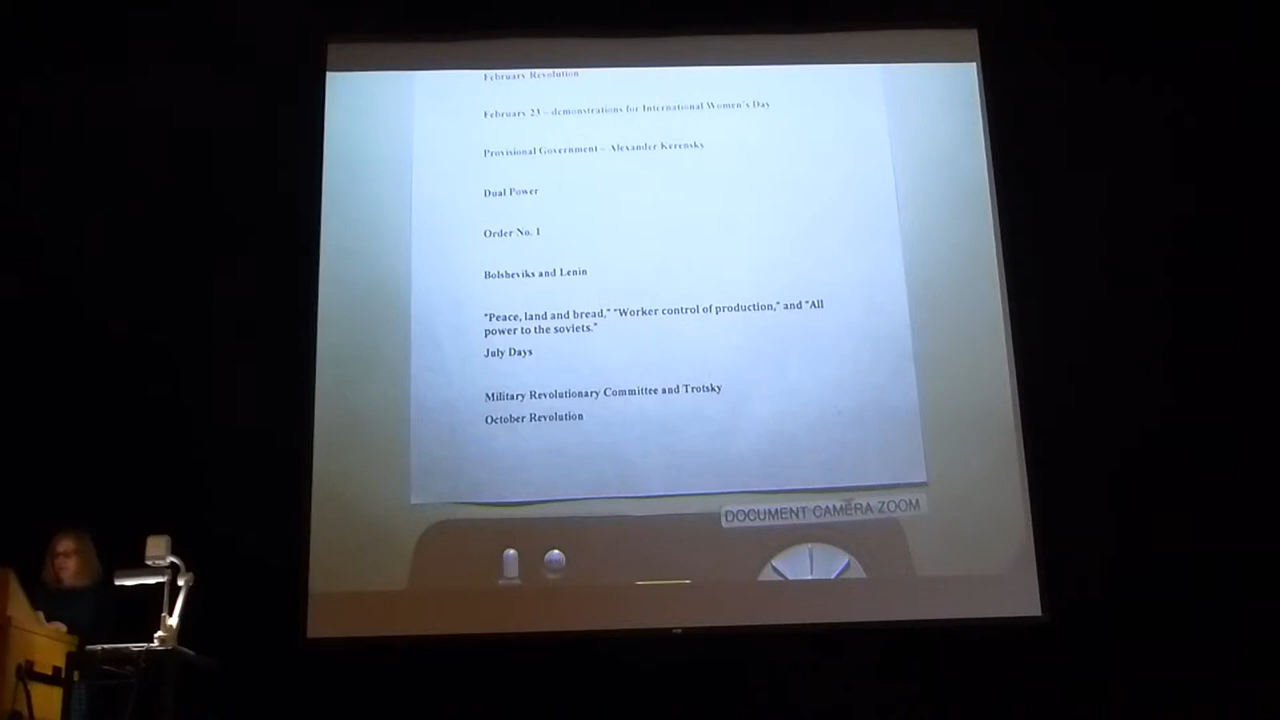 February Revolution
February 23 – demonstrations for International Women's Day
Provisional Government – Alexander Kerensky
Dual Power
Order No. 1
Bolsheviks and Lenin
"Peace, land and bread," "Worker control of production," and "All
power to the soviets."
July Days
Military Revolutionary Committee and Trotsky
October Revolution
DOCUMENT CAMERA ZOOM